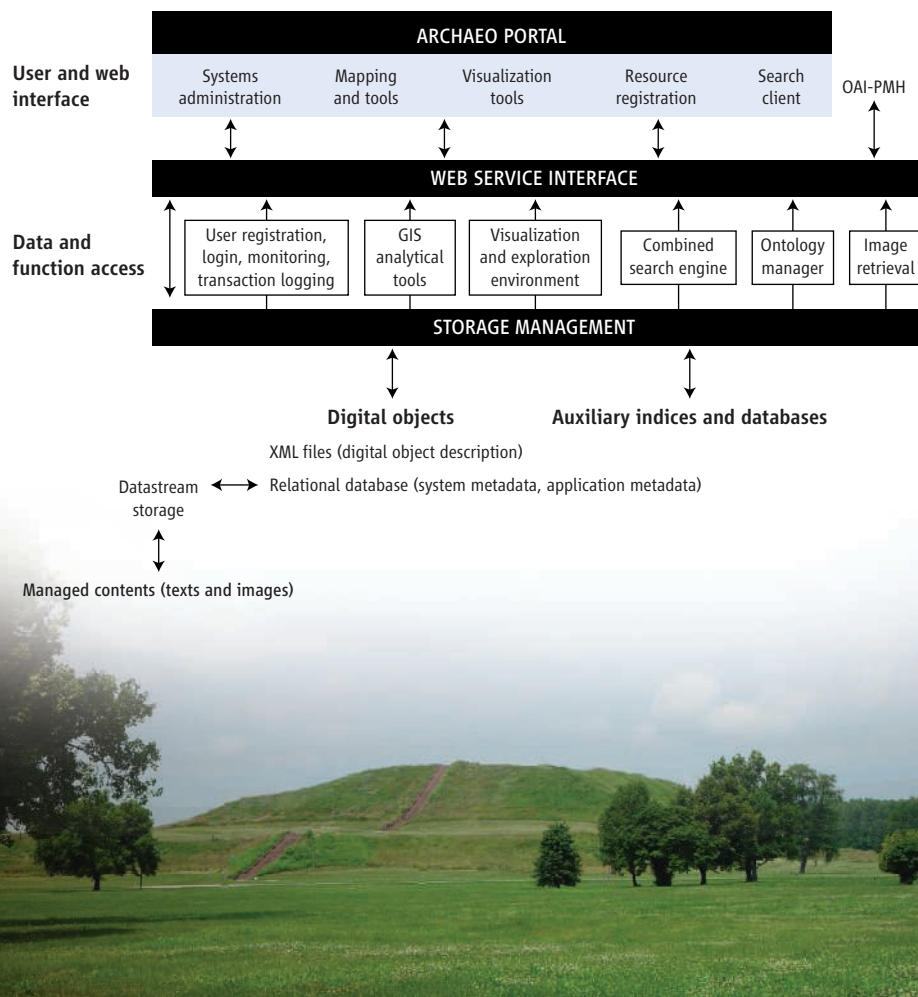 ARCHAEO PORTAL
User and web
interface
Systems
administration
Mapping
and tools
Visualization
tools
Resource
registration
Search
client
OAI-PMH
WEB SERVICE INTERFACE
Data and
function access
User registration,
login, monitoring,
transaction logging
GIS
analytical
tools
Visualization
and exploration
environment
Combined
search engine
Ontology
manager
Image
retrieval
STORAGE MANAGEMENT
Digital objects
Auxiliary indices and databases
XML files (digital object description)
Datastream
storage
Relational database (system metadata, application metadata)
Managed contents (texts and images)